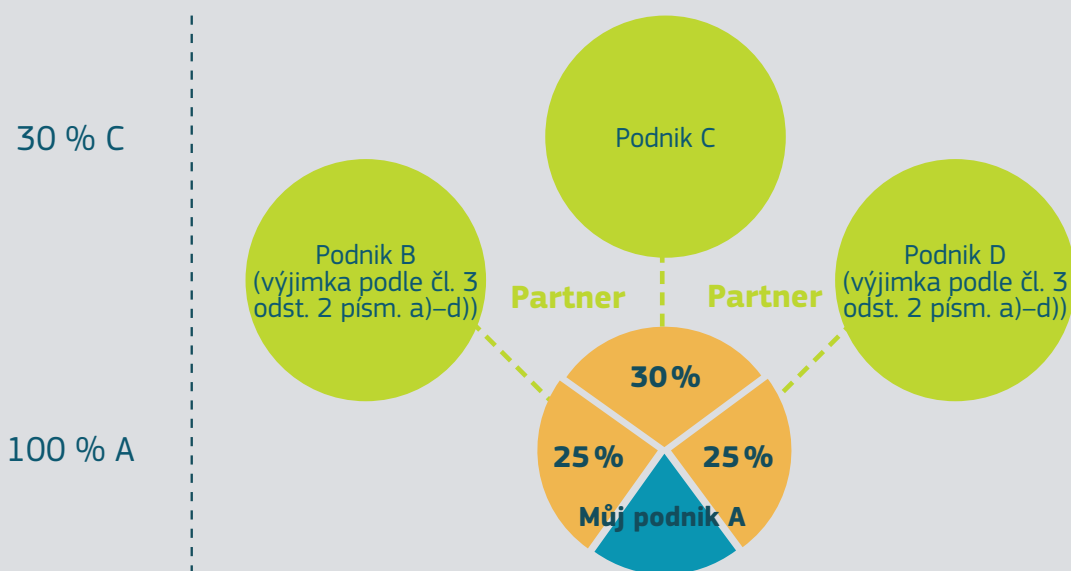 30 % C
Podnik C
Podnik B
(výjimka podle čl. 3
odst. 2 písm. a)–d))
Podnik D
(výjimka podle čl. 3
odst. 2 písm. a)–d))
Partner
Partner
30 %
100 % A
25 %
25 %
Můj podnik A